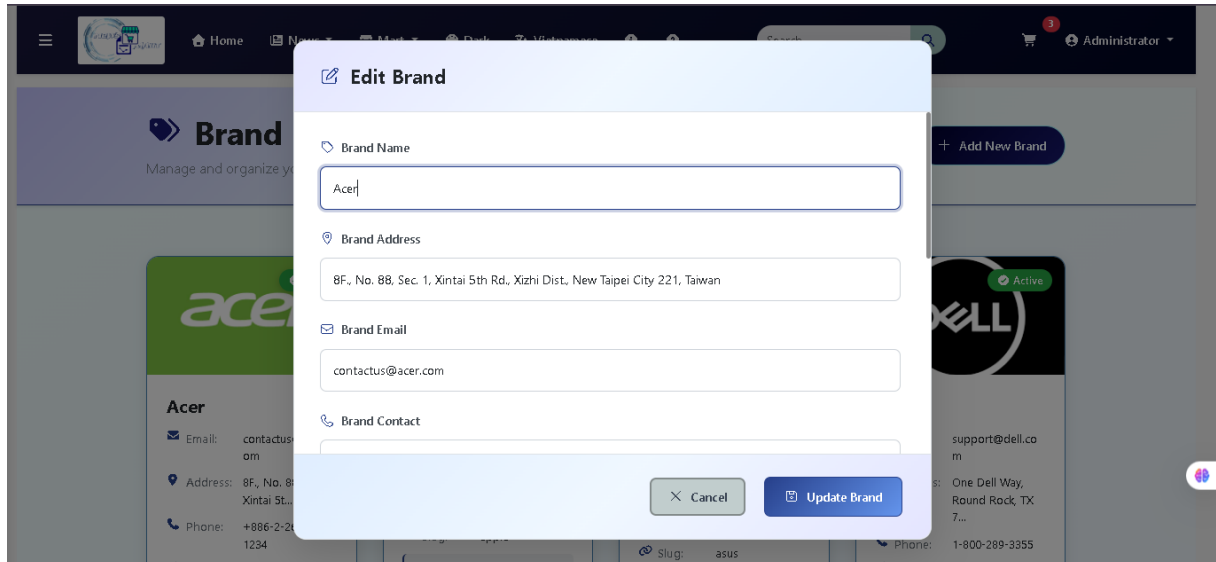 Home
Dark
Vietnamese
Search
3
Administrator
Edit Brand
Brand
Manage and organize
Add New Brand
Brand Name
Acer
Brand Address
8F., No. 88, Sec. 1, Xintai 5th Rd., Xizhi Dist., New Taipei City 221, Taiwan
Brand Email
contactus@acer.com
Brand Contact
Cancel
Update Brand
acer
Acer
Email: contactus
om
Address: 8F., No. 8
Xintai St...
Phone: +886-2-2
1234
asus
Slug:
Active
DELL
support@dell.co
m
One Dell Way,
Round Rock, TX
7...
Phone: 1-800-289-3355